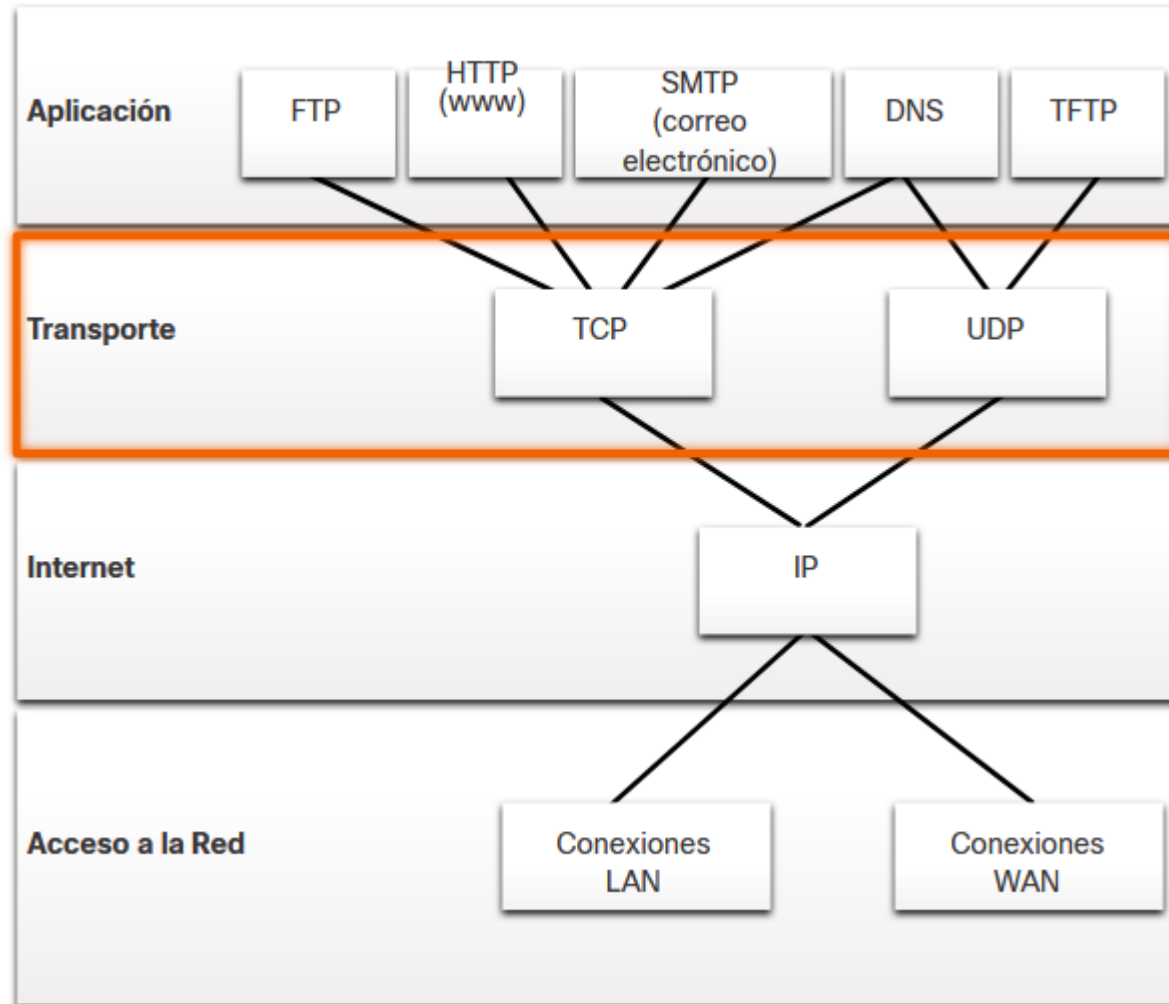 Aplicación
FTP
HTTP
(www)
SMTP
(correo
electrónico)
DNS
TFTP
Transporte
TCP
UDP
Internet
IP
Acceso a la Red
Conexiones
LAN
Conexiones
WAN